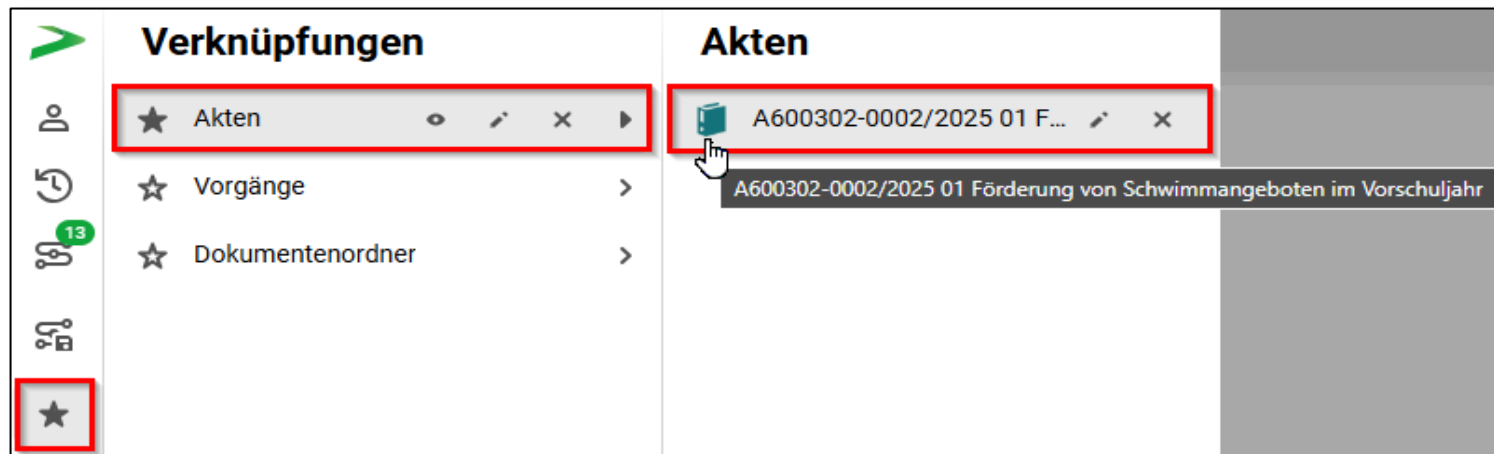 Verknüpfungen
Akten
Akten
A600302-0002/2025 01 F...
A600302-0002/2025 01 Förderung von Schwimmangeboten im Vorschuljahr
Vorgänge
13
Dokumentenordner